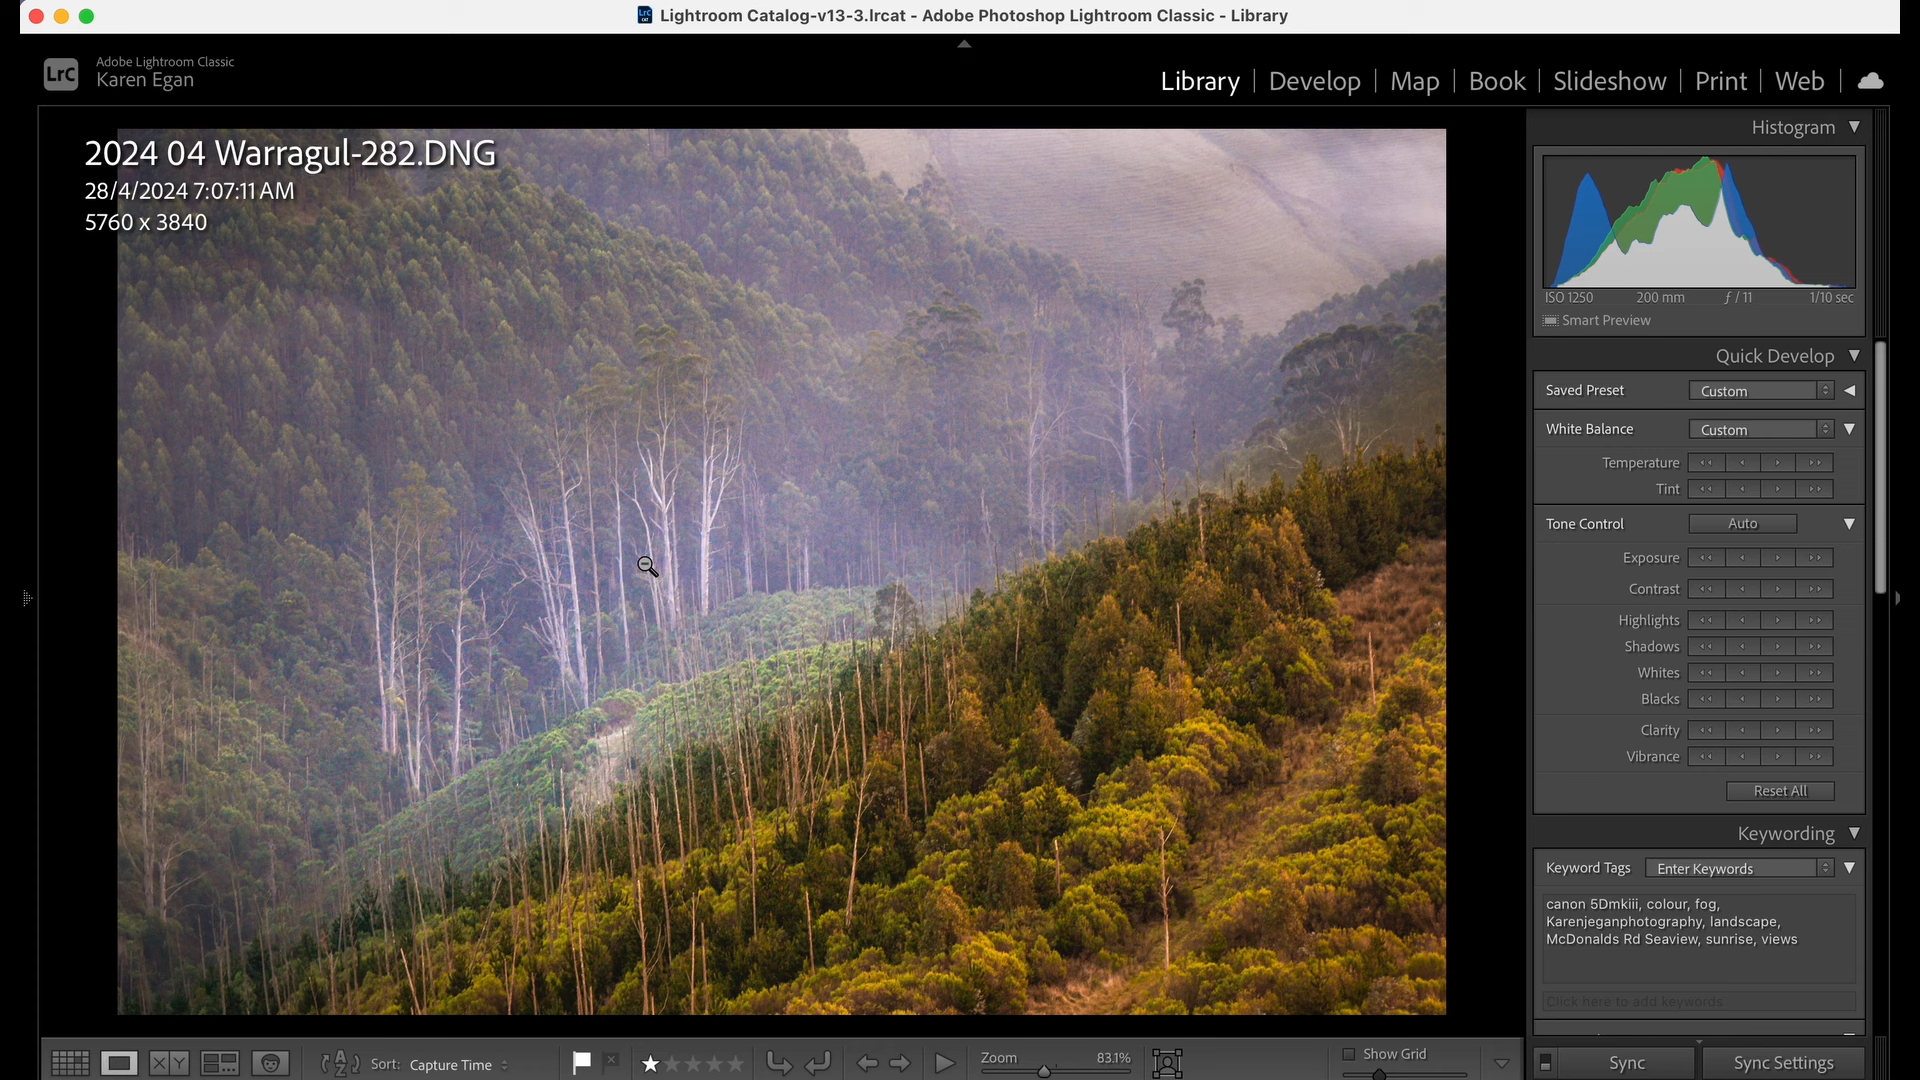 Lightroom Catalog-v13-3.lrcat - Adobe Photoshop Lightroom Classic - Library
LrC
Adobe Lightroom Classic
Karen Egan
Library | Develop | Map | Book | Slideshow | Print | Web
2024 04 Warragul-282.DNG
28/4/2024 7:07:11 AM
5760 x 3840
Histogram
ISO 1250 200 mm ƒ / 11 1/10 sec
Smart Preview
Quick Develop
Saved Preset Custom
White Balance Custom
Temperature
Tint
Tone Control Auto
Exposure
Contrast
Highlights
Shadows
Whites
Blacks
Clarity
Vibrance
Reset All
Keywording
Keyword Tags Enter Keywords
canon 5Dmkiii, colour, fog,
Karenjeganphotography, landscape,
McDonalds Rd Seaview, sunrise, views
Click here to add keywords
X Y
Sort: Capture Time
Zoom 83.1%
Show Grid
Sync
Sync Settings